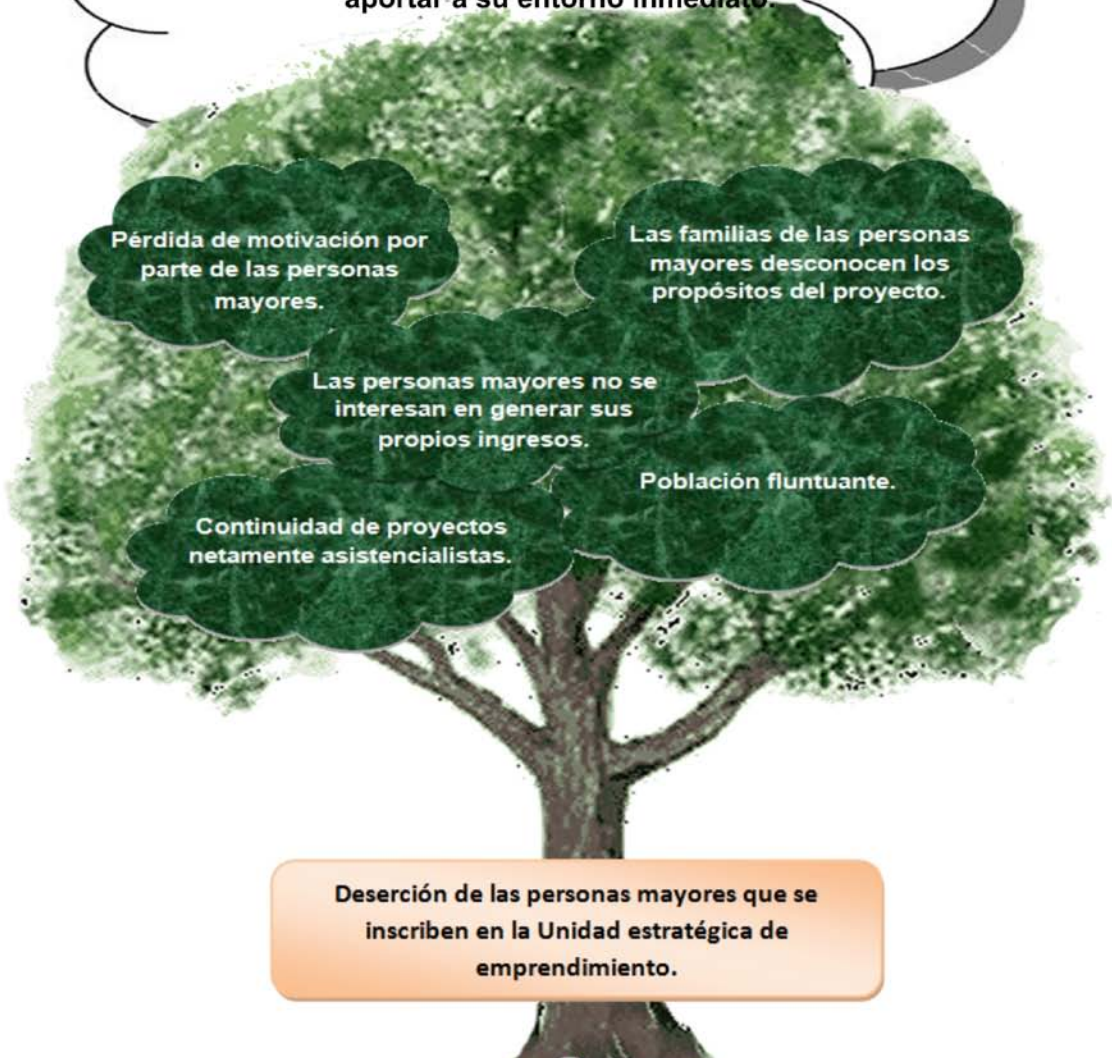 aportar a su entorno inmediato.
Pérdida de motivación por
parte de las personas
mayores.
Las familias de las personas
mayores desconocen los
propósitos del proyecto.
Las personas mayores no se
interesan en generar sus
propios ingresos.
Población fluntuante.
Continuidad de proyectos
netamente asistencialistas.
Deserción de las personas mayores que se
inscriben en la Unidad estratégica de
emprendimiento.